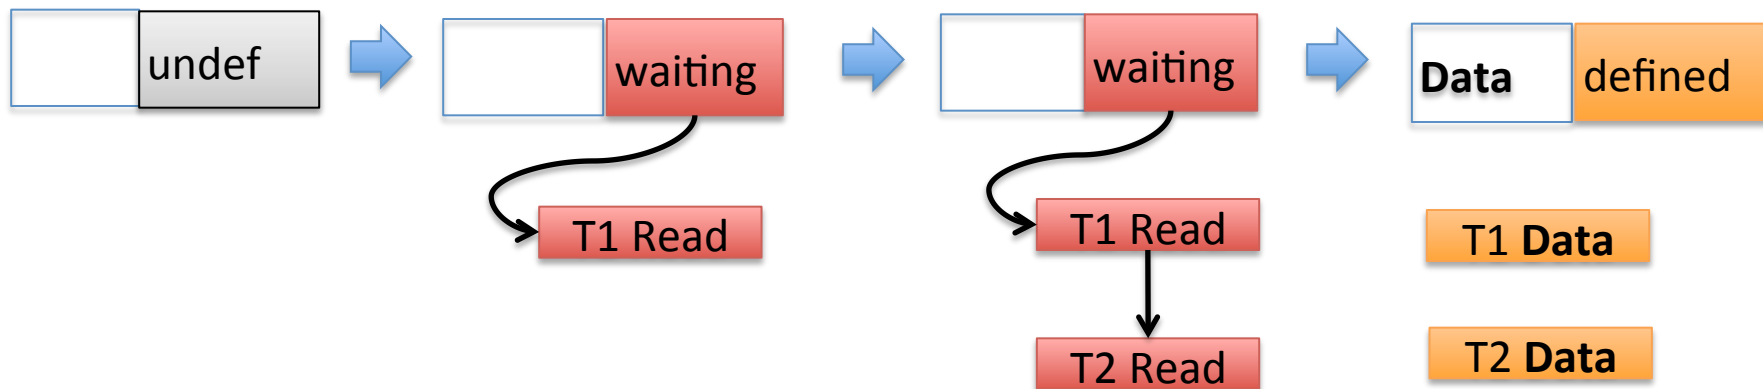 undef
waiting
T1 Read
waiting
T1 Read
T2 Read
Data defined
T1 Data
T2 Data